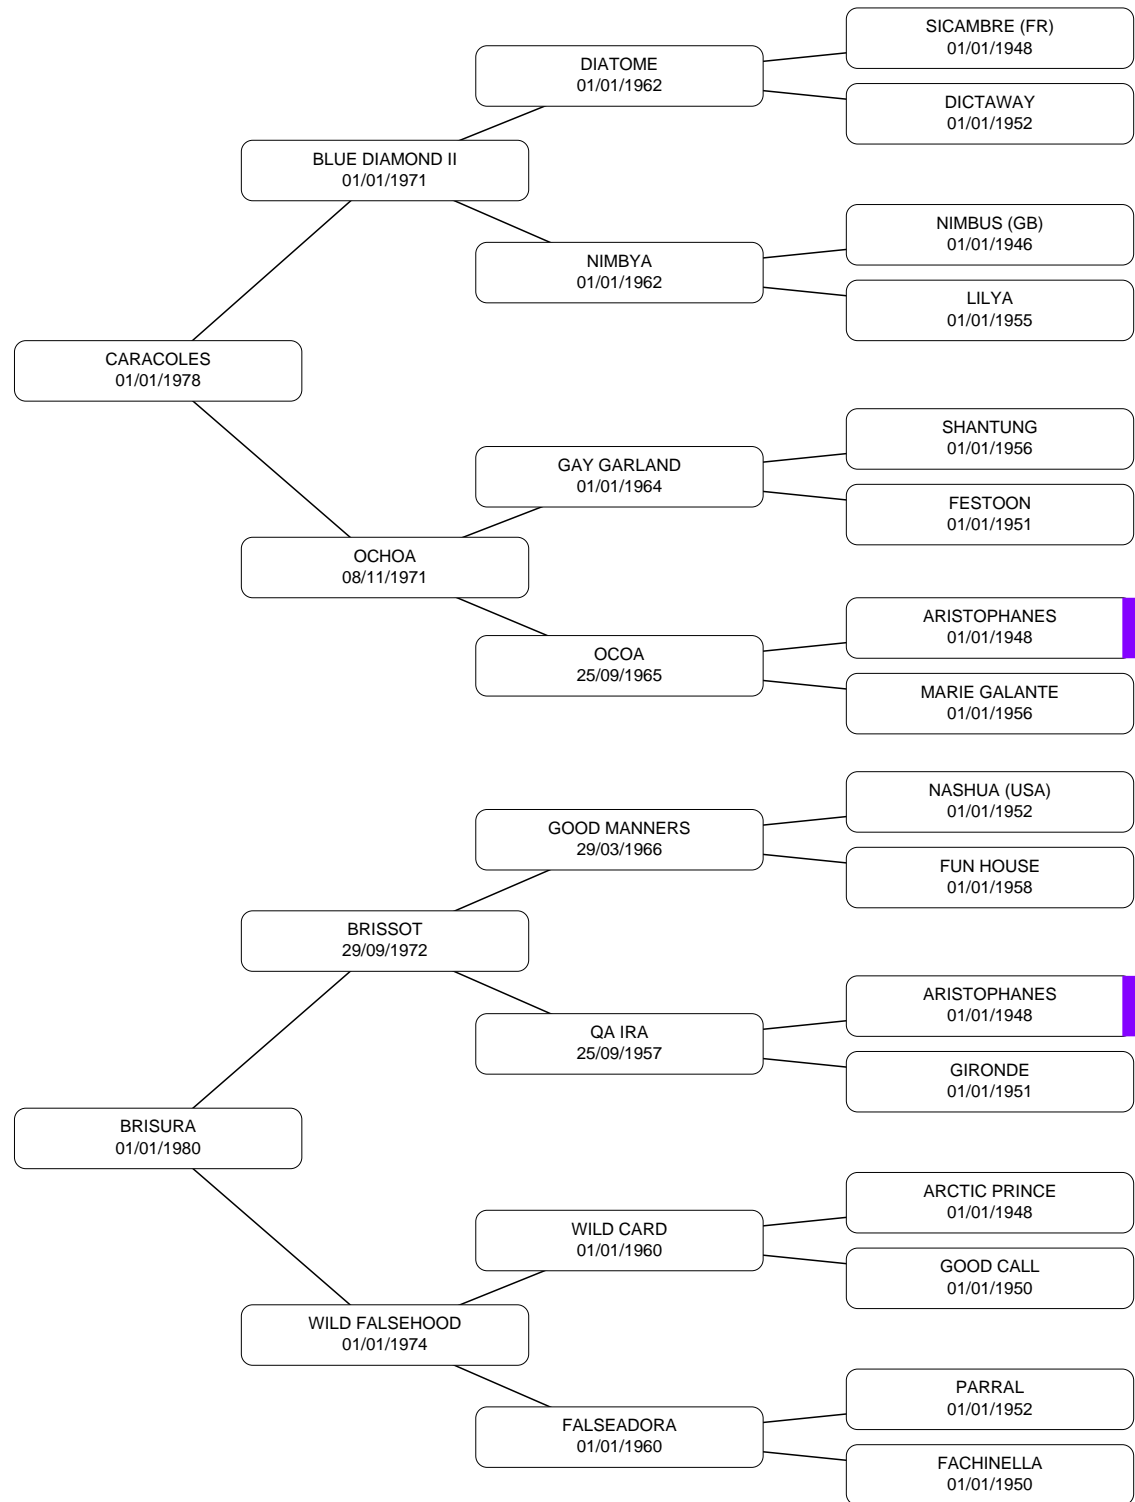 SICAMBRE (FR)
01/01/1948
DIATOME
01/01/1962
DICTAWAY
01/01/1952
BLUE DIAMOND II
01/01/1971
NIMBUS (GB)
01/01/1946
NIMBYA
01/01/1962
LILYA
01/01/1955
CARACOLES
01/01/1978
SHANTUNG
01/01/1956
GAY GARLAND
01/01/1964
FESTOON
01/01/1951
OCHOA
08/11/1971
ARISTOPHANES
01/01/1948
OCOA
25/09/1965
MARIE GALANTE
01/01/1956
NASHUA (USA)
01/01/1952
GOOD MANNERS
29/03/1966
FUN HOUSE
01/01/1958
BRISSOT
29/09/1972
ARISTOPHANES
01/01/1948
QA IRA
25/09/1957
GIRONDE
01/01/1951
BRISURA
01/01/1980
ARCTIC PRINCE
01/01/1948
WILD CARD
01/01/1960
GOOD CALL
01/01/1950
WILD FALSEHOOD
01/01/1974
PARRAL
01/01/1952
FALSEADORA
01/01/1960
FACHINELLA
01/01/1950